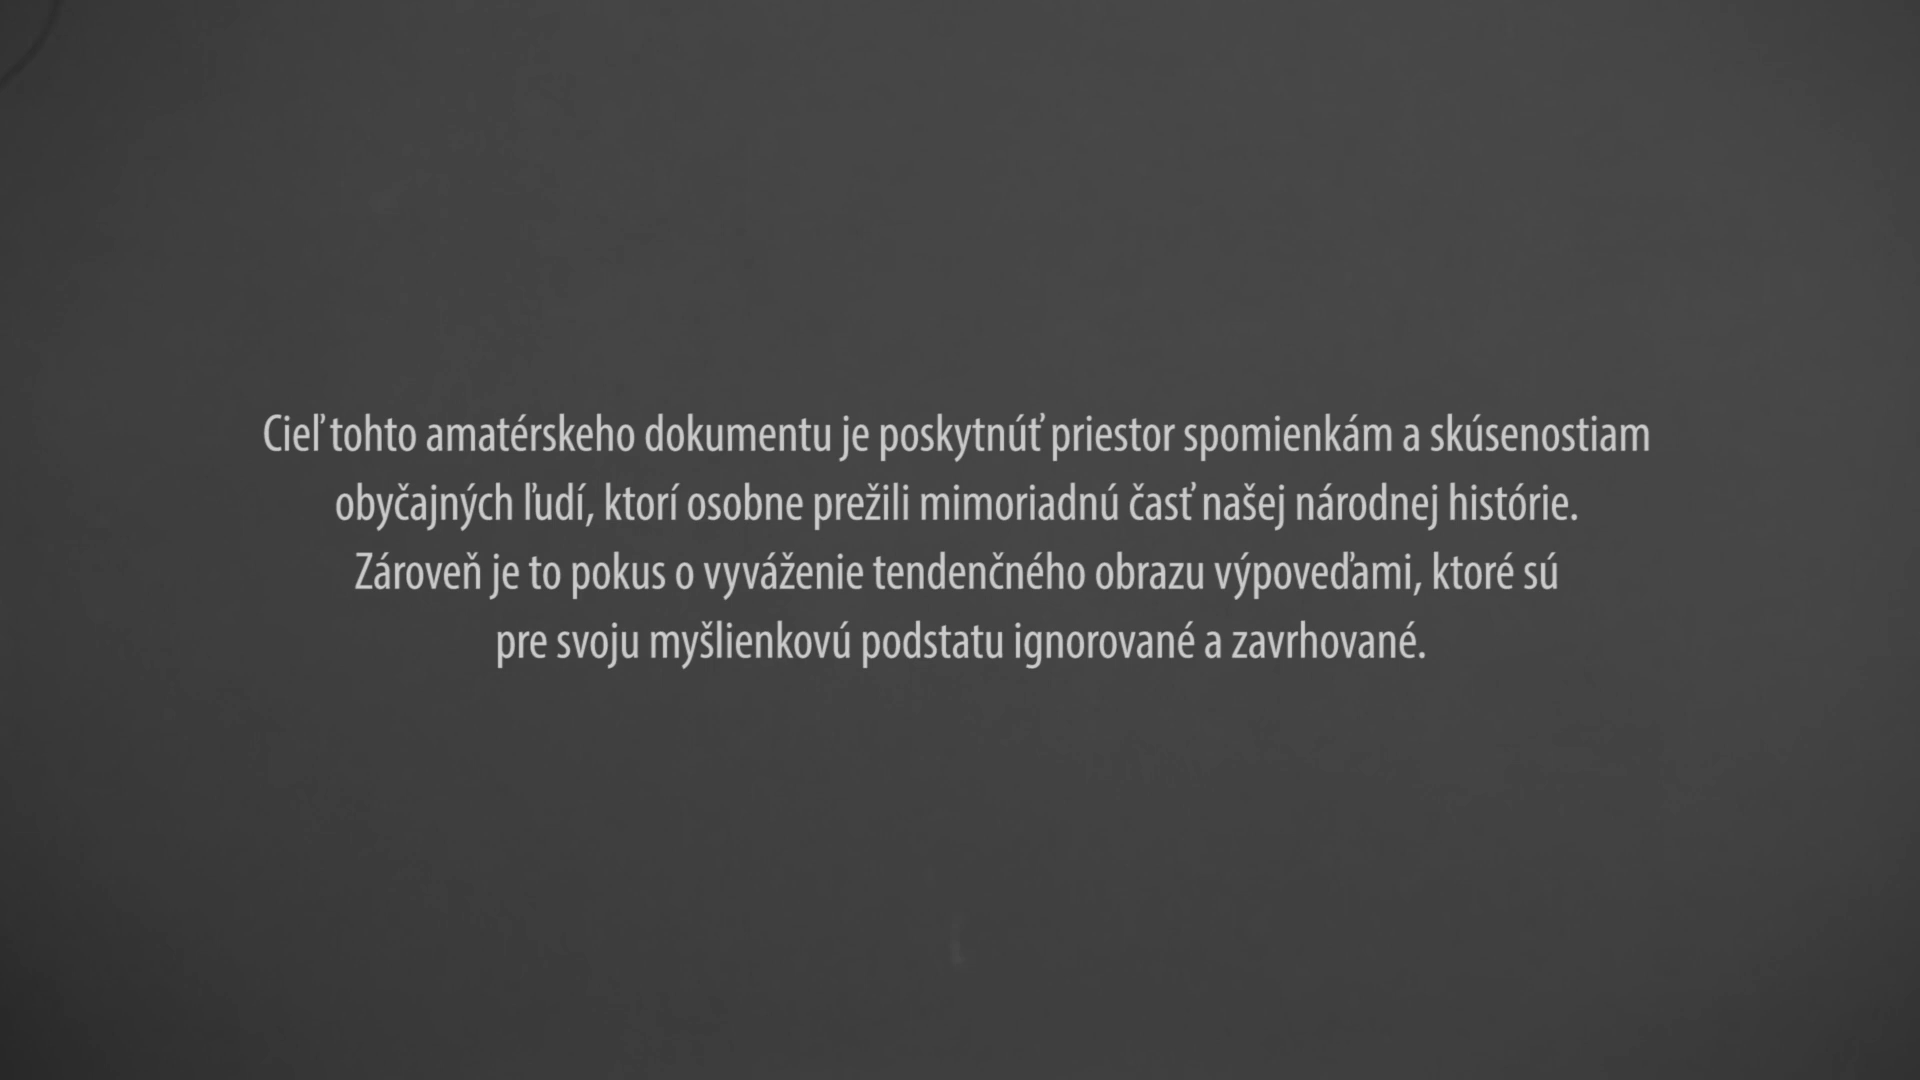 Cieľ tohto amatérskeho dokumentu je poskytnúť priestor spomienkám a skúsenostiam
obyčajných ľudí, ktorí osobne prežili mimoriadnú časť našej národnej histórie.
Zároveň je to pokus o vyváženie tendenčného obrazu výpoveďami, ktoré sú
pre svoju myšlienkovú podstatu ignorované a zavrhované.